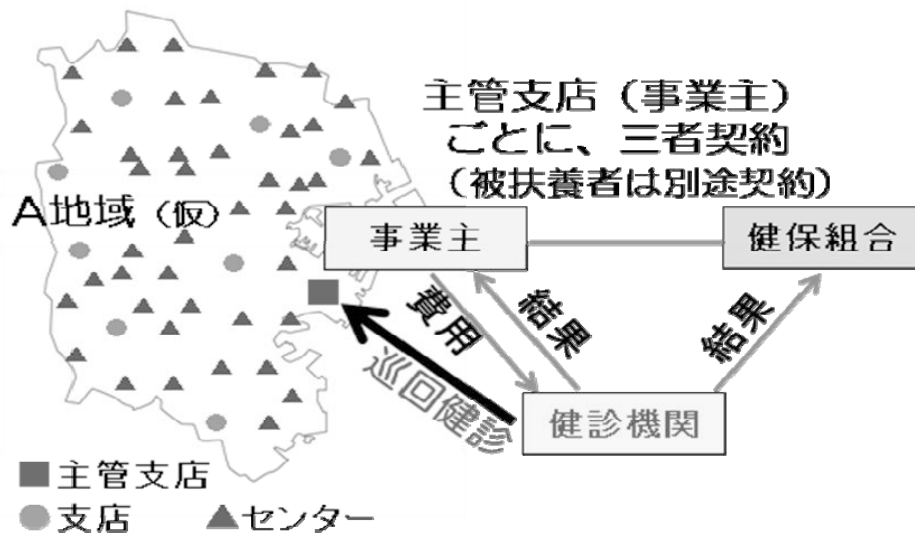 主管支店（事業主）
ごとに、三者契約
（被扶養者は別途契約）
A地域（仮）
事業主
健保組合
費用
結果
結果
巡回健診
健診機関
主管支店
支店
センター